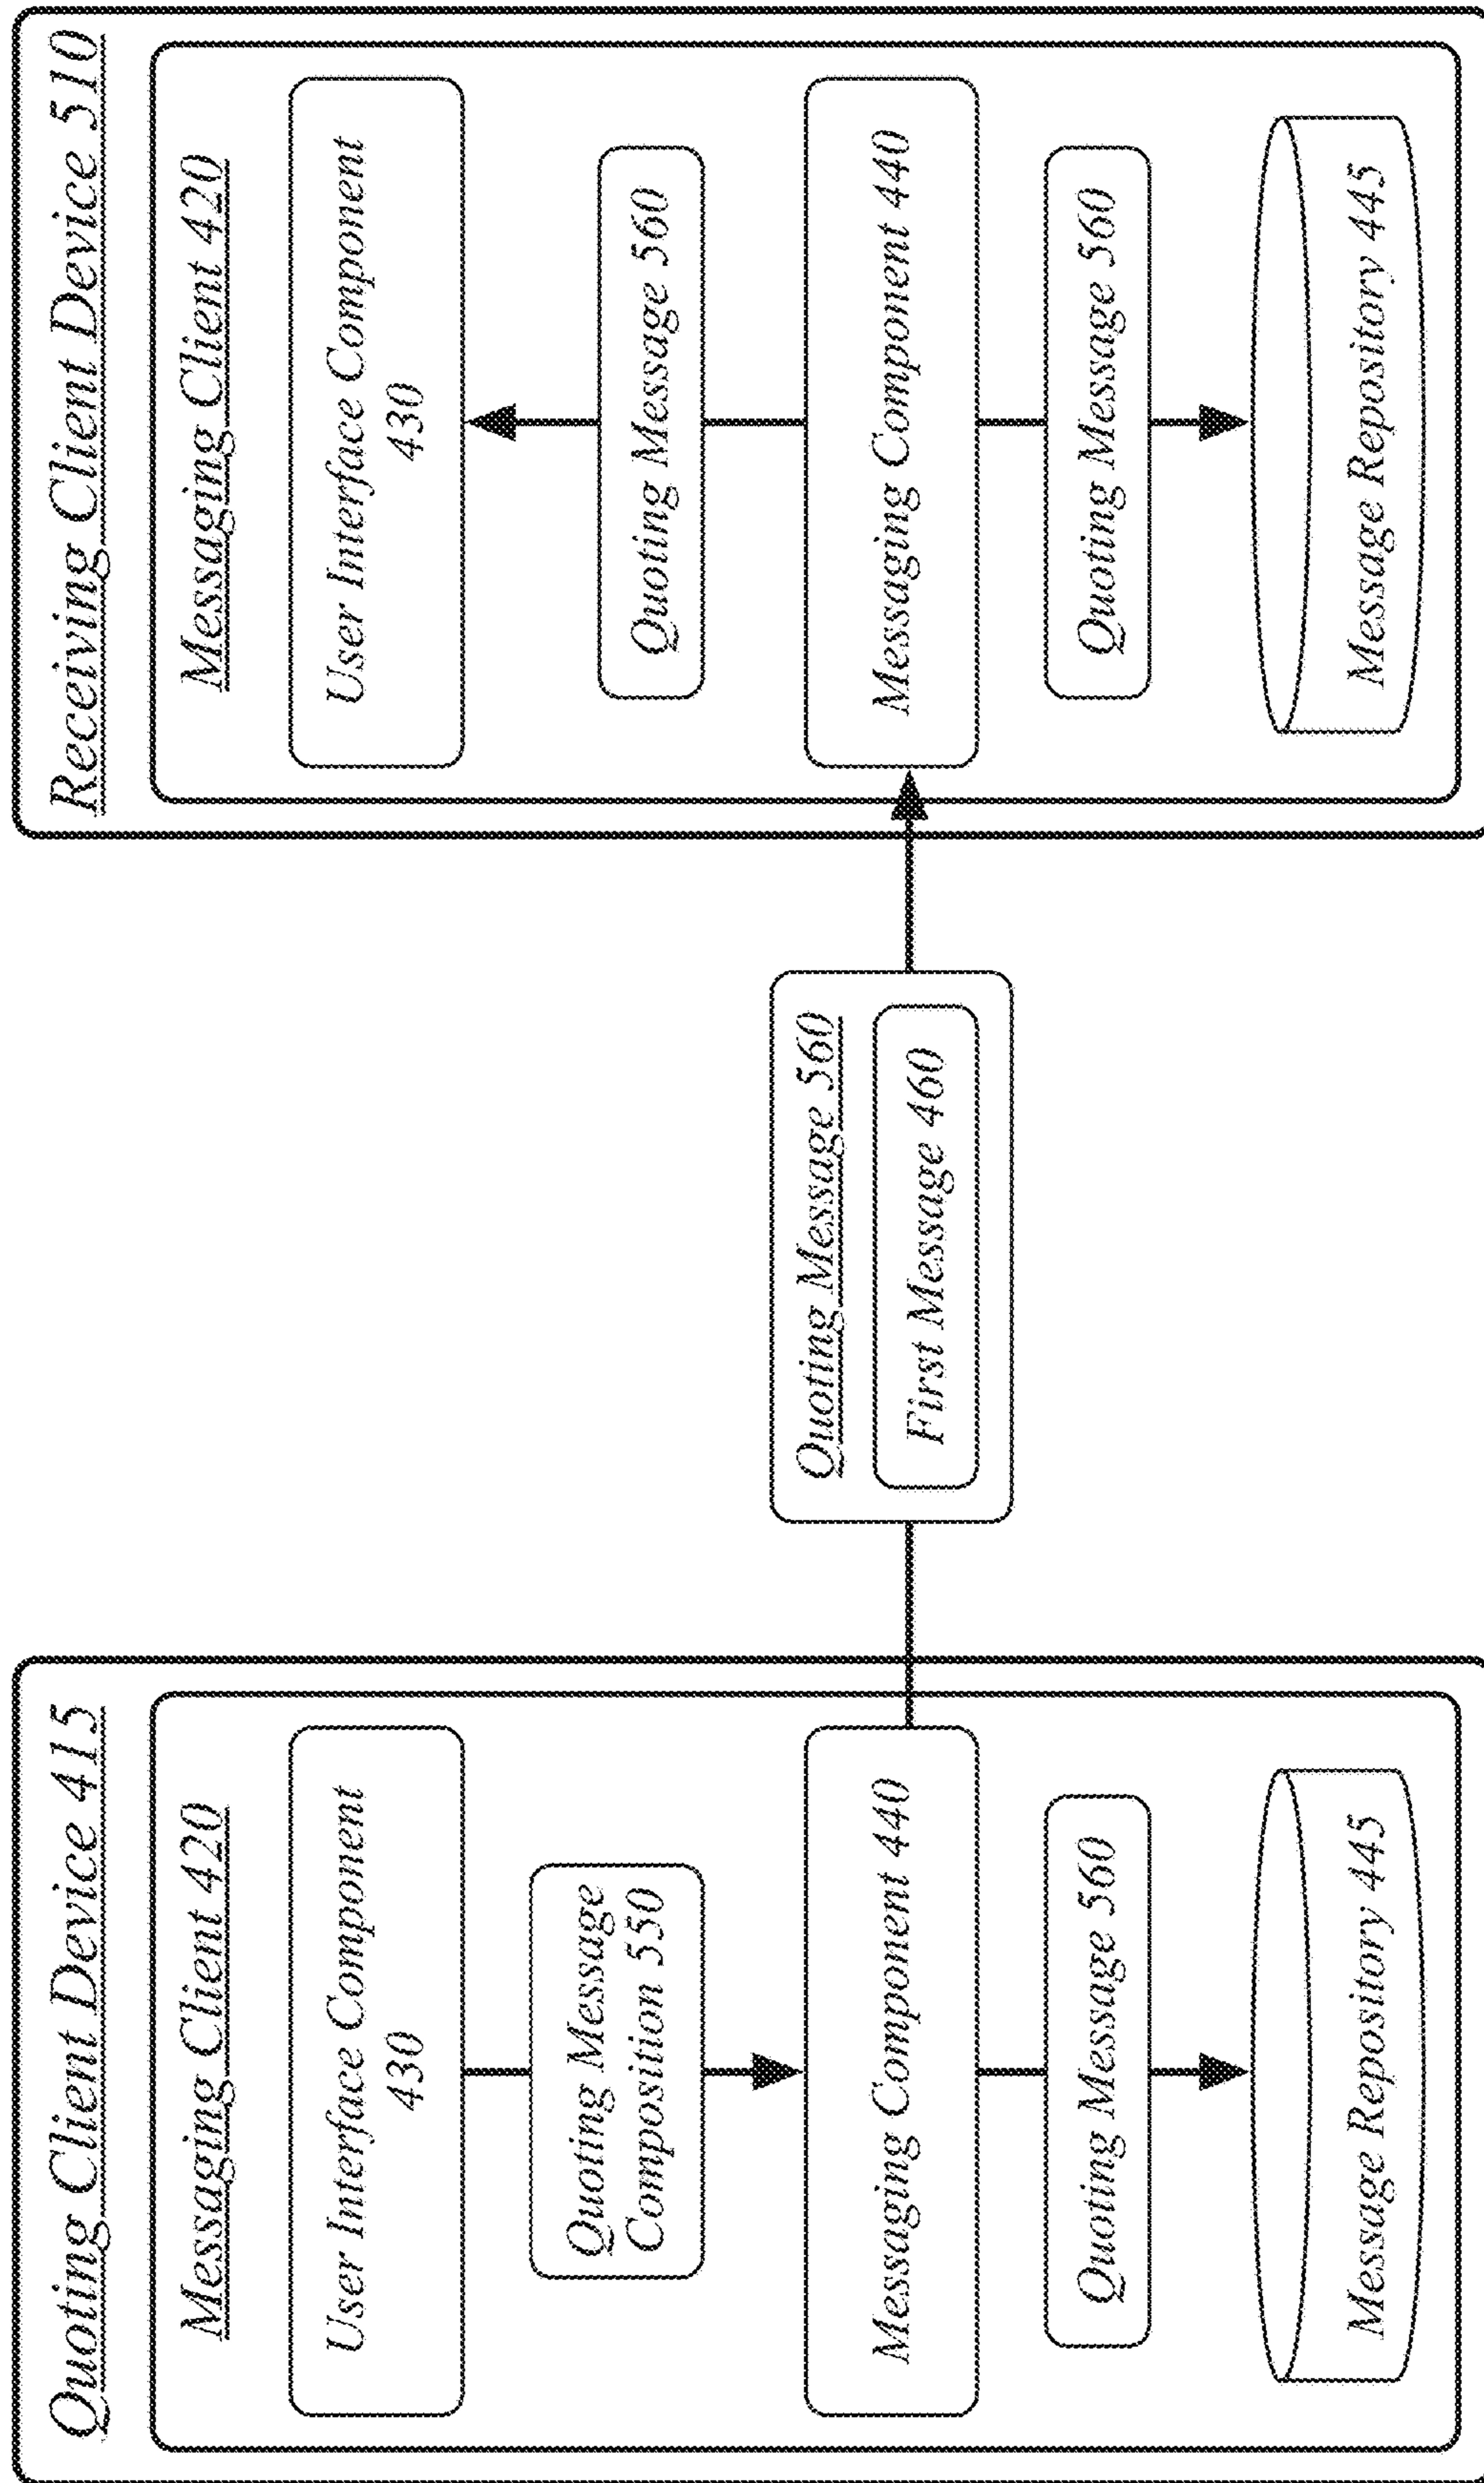 Quoting Client Device 415
Messaging Client 420
User Interface Component
430
Quoting Message
Composition 550
Messaging Component 440
Quoting Message 560
Message Repository 445
Quoting Message 560
First Message 460
Receiving Client Device 510
Messaging Client 420
User Interface Component
430
Quoting Message 560
Messaging Component 440
Quoting Message 560
Message Repository 445